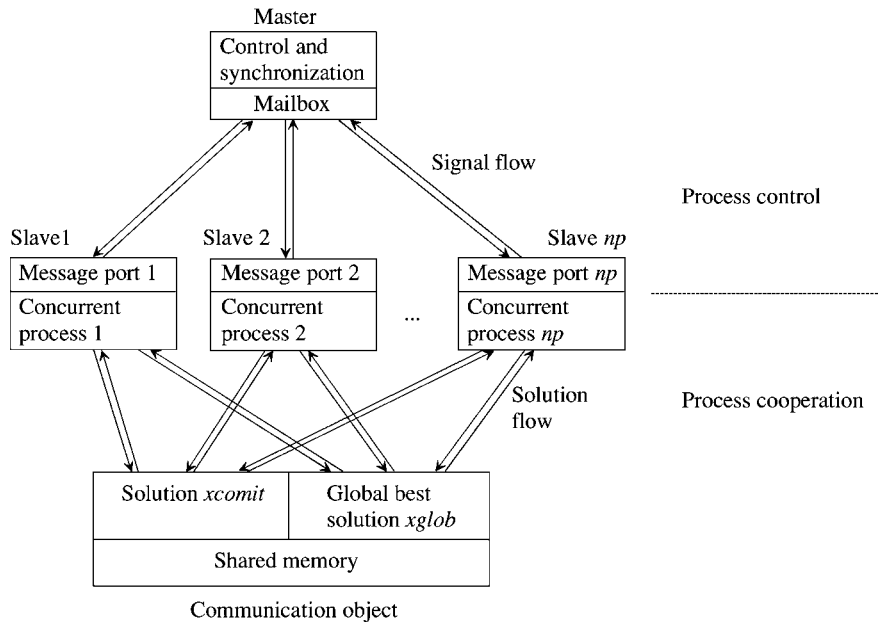 Master
Control and
synchronization
Mailbox
Signal flow
Process control
Slave1
Slave 2
Slave np
Message port 1
Message port 2
Message port np
Concurrent
process 1
Concurrent
process 2
...
Concurrent
process np
Solution
flow
Process cooperation
Solution xcomit
Global best
solution xglob
Shared memory
Communication object